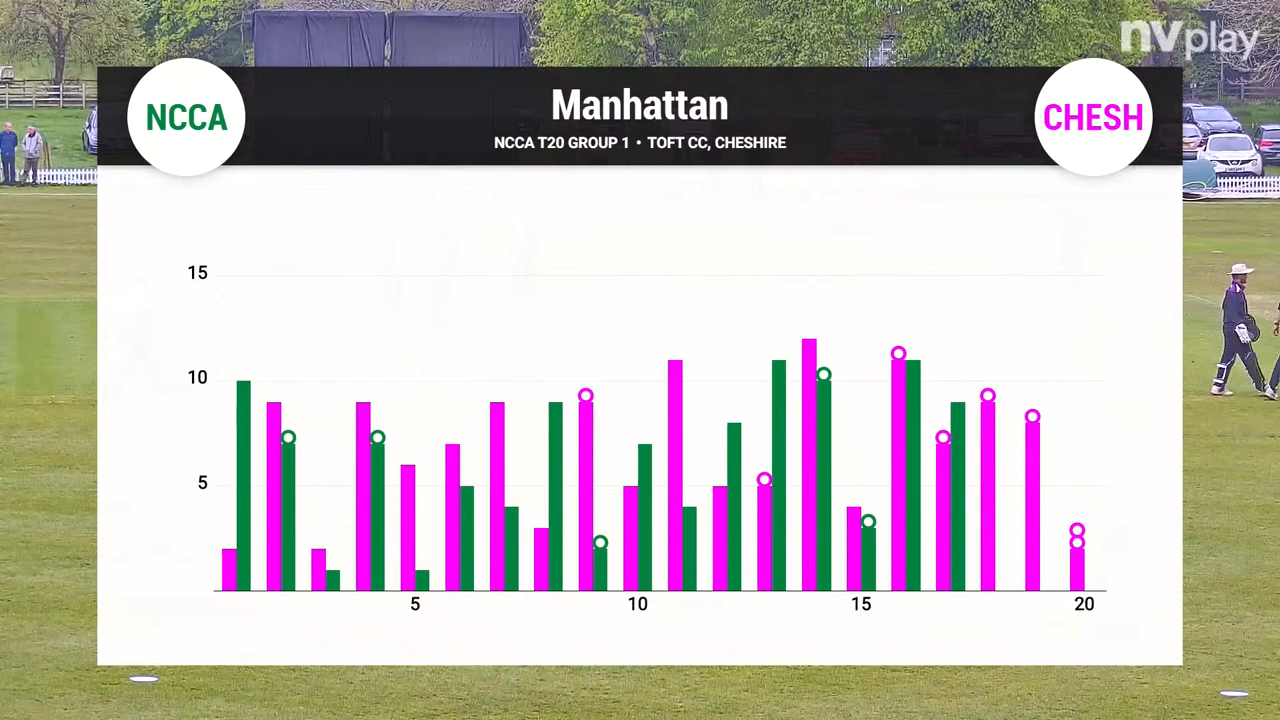 nvplay
NCCA
Manhattan
CHESH
NCCA T20 GROUP 1 • TOFT CC, CHESHIRE
15
10
5
5
10
15
20